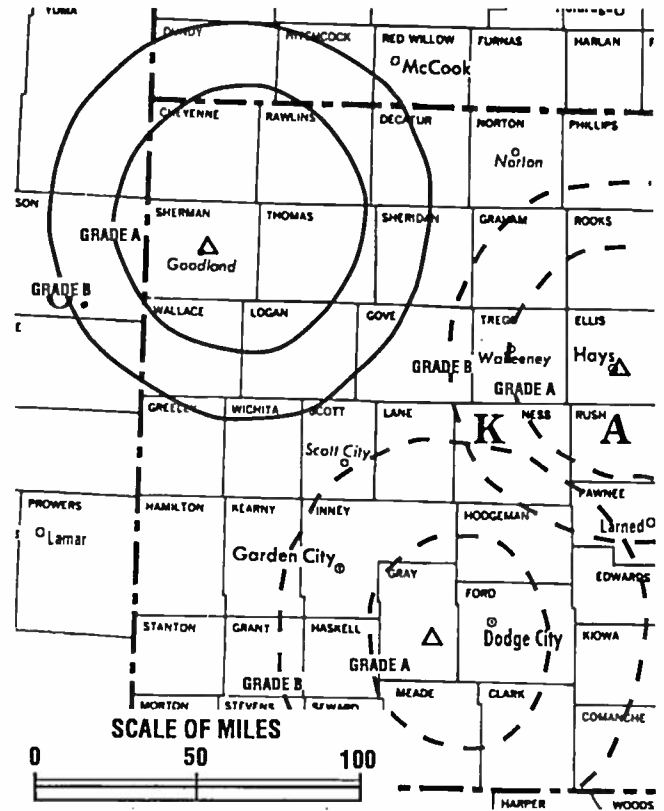 YUMA
DUNDY HITCHCOCK RED WILLOW FURNAS HARLAN F
McCook
CHEYENNE RAWLINS DECATUR NORTON PHILLIPS
Norton
SON SHERMAN THOMAS SHERIDAN GRAHAM ROOKS
GRADE A
Goodland
GRADE B
WALLACE LOGAN GOVE TREGO ELLIS
E
WaKeeney Hays
GRADE B
GRADE A
GREELEY WICHITA SCOTT LANE NESS RUSH
K A
Scott City
PAWNEE
PROWERS HAMILTON KEARNY FINNEY HODGEMAN
Lamar Larned
Garden City
GRAY EDWARDS
FORD
STANTON GRANT HASKELL Dodge City KIOWA
GRADE A
GRADE B
MEADE CLARK
MORTON STEVENS SEWARD COMANCHE
SCALE OF MILES
0 50 100
HARPER WOODS